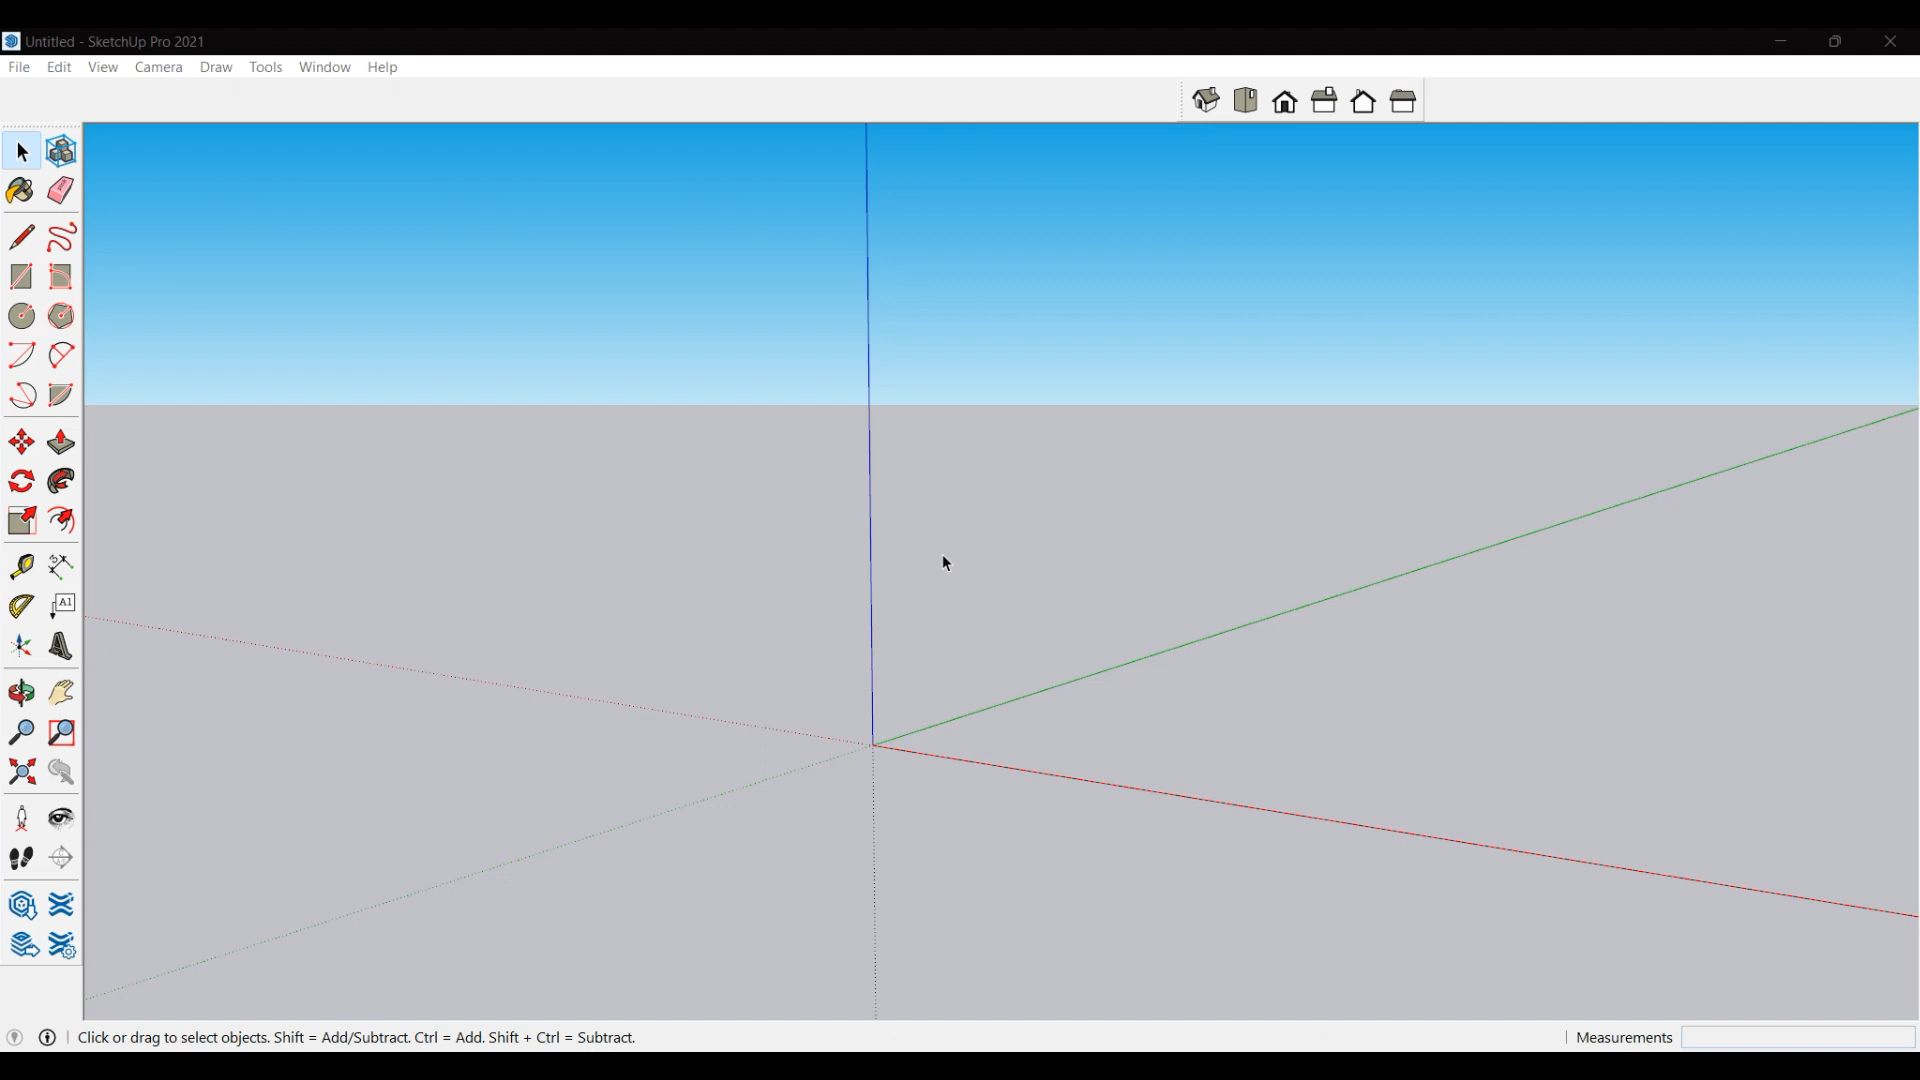 Untitled - SketchUp Pro 2021
File Edit View Camera Draw Tools Window Help
A1
Click or drag to select objects. Shift = Add/Subtract. Ctrl = Add. Shift + Ctrl = Subtract.
Measurements